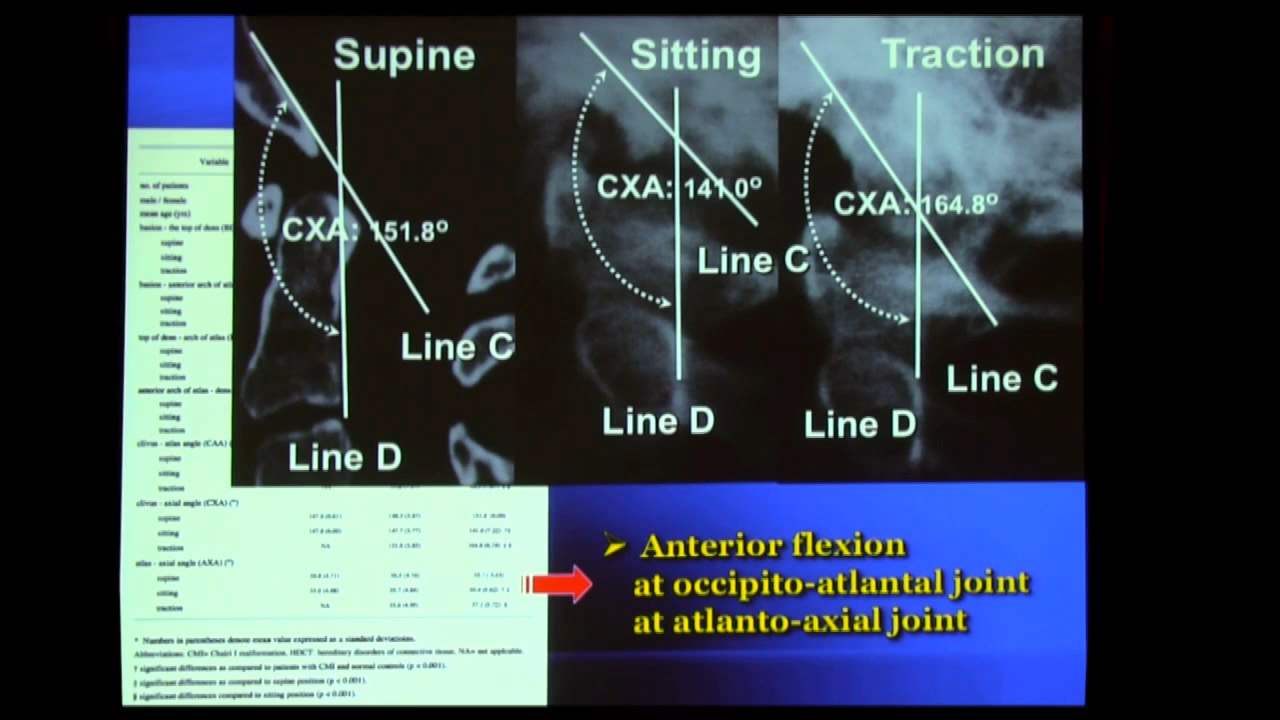 Supine
Sitting
Traction
CXA: 151.8º
CXA: 141.0º
CXA: 164.8º
Line C
Line C
Line C
Line D
Line D
Line D
Variable
no. of patients
male / female
mean age (yrs)
basion - the top of dens
supine
sitting
traction
basion - anterior arch of
supine
sitting
traction
top of dens - arch of atlas
supine
sitting
traction
anterior arch of atlas -
supine
sitting
traction
clivus - atlas angle (CAA)
supine
sitting
traction
clivus - axial angle (CXA) (°)
supine
sitting
traction NA
atlas - axial angle (AXA) (°)
supine
sitting
traction NA
* Numbers in parentheses denote mean value expressed as a standard deviations.
Abbreviations: CMI= Chairi I malformation, HDCT: hereditary disorders of connective tissue, NA= not applicable.
† significant differences as compared to patients with CMI and normal controls (p < 0.001).
‡ significant differences as compared to supine position (p < 0.001).
§ significant differences compared to sitting position (p < 0.001).
➢ Anterior flexion
at occipito-atlantal joint
at atlanto-axial joint